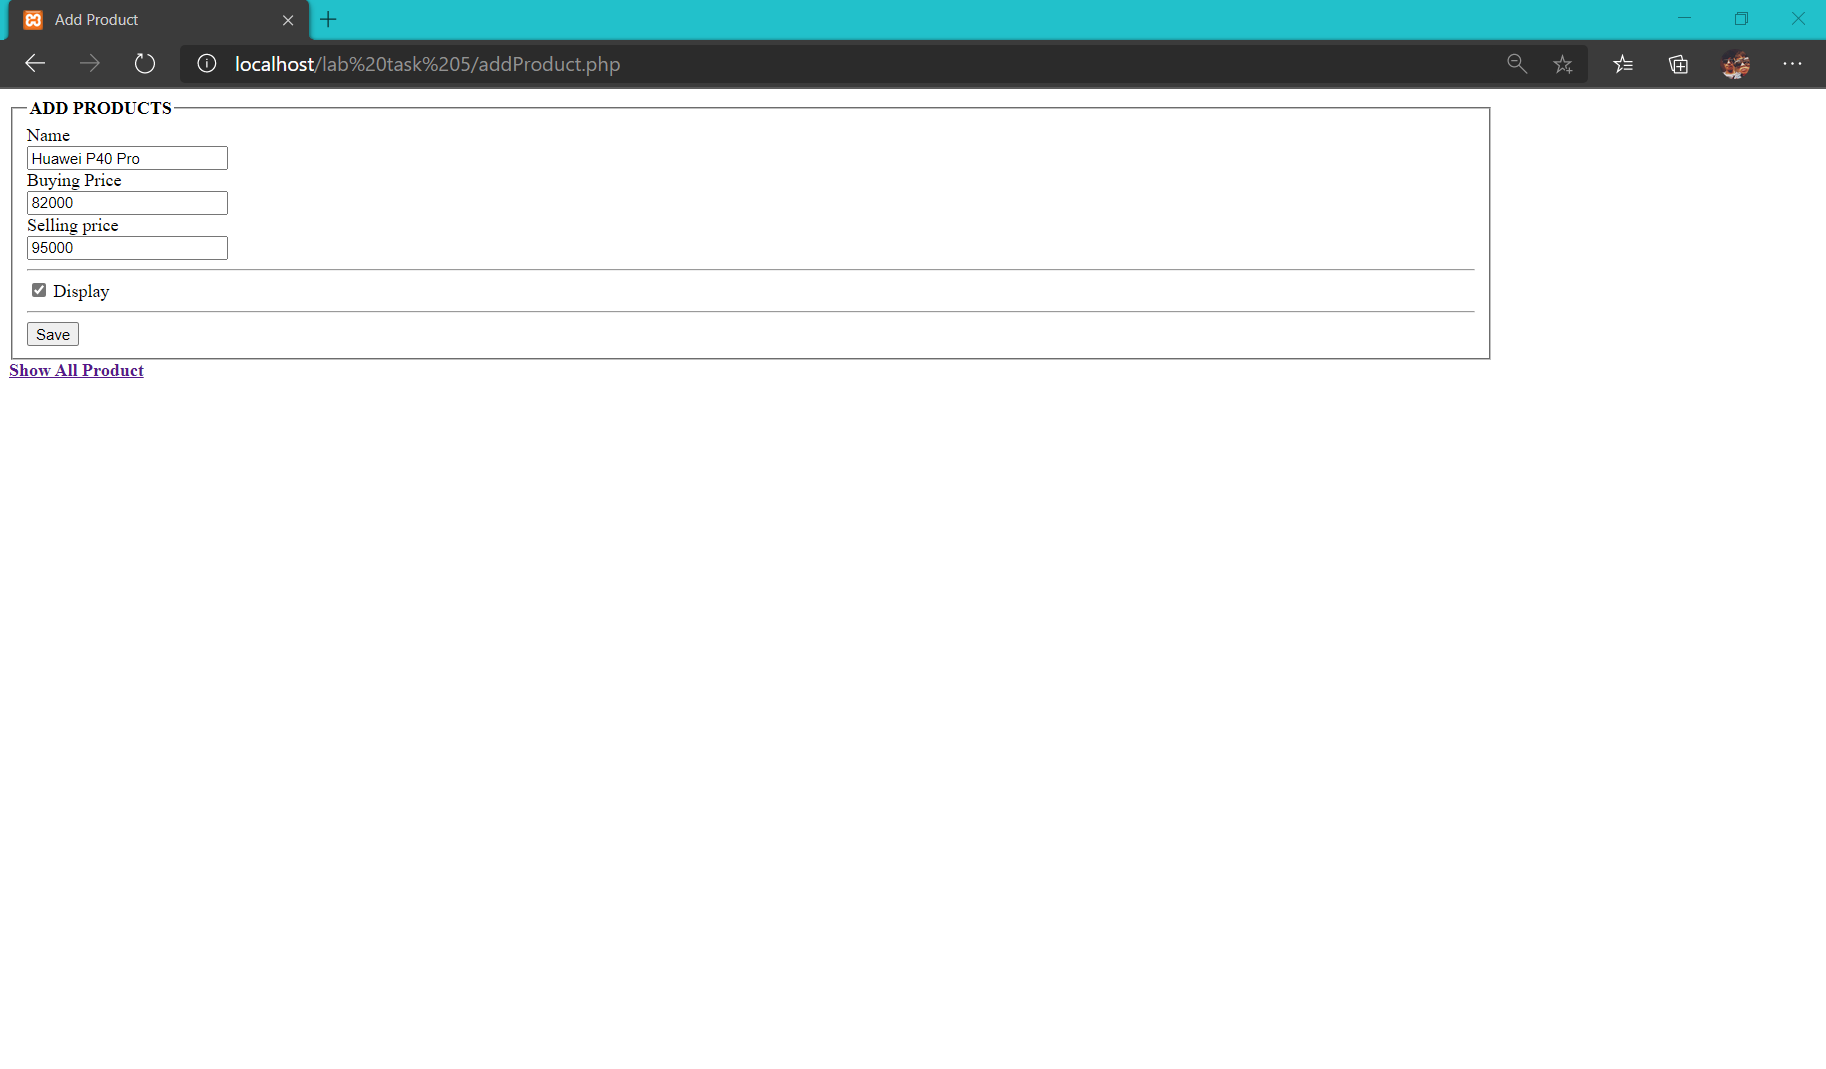 Add Product
localhost/lab%20task%205/addProduct.php
ADD PRODUCTS
Name
Huawei P40 Pro
Buying Price
82000
Selling price
95000
Display
Save
Show All Product